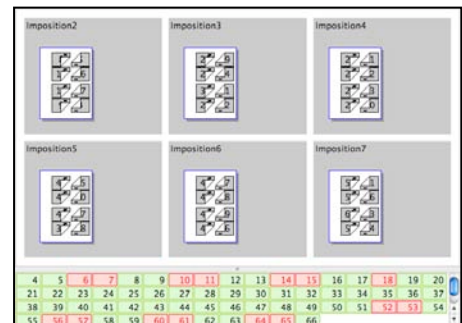 Imposition2 Imposition3 Imposition4
Imposition5 Imposition6 Imposition7
4 5 6 7 8 9 10 11 12 13 14 15 16 17 18 19 20
21 22 23 24 25 26 27 28 29 30 31 32 33 34 35 36 37
38 39 40 41 42 43 44 45 46 47 48 49 50 51 52 53 54
55 56 57 58 59 60 61 62 63 64 65 66